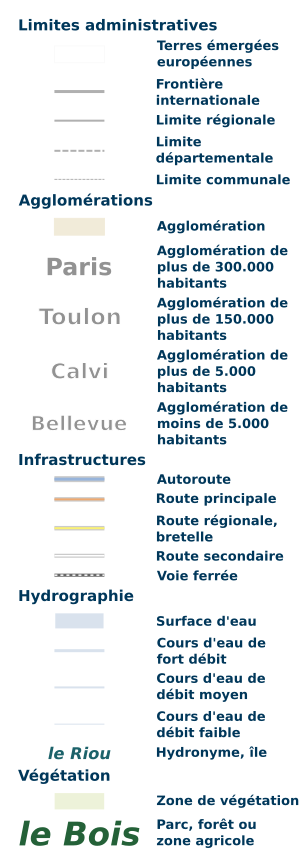 Limites administratives
Terres émergées
européennes
Frontière
internationale
Limite régionale
Limite
départementale
Limite communale
Agglomérations
Agglomération
Paris
Agglomération de
plus de 300.000
habitants
Toulon
Agglomération de
plus de 150.000
habitants
Calvi
Agglomération de
plus de 5.000
habitants
Bellevue
Agglomération de
moins de 5.000
habitants
Infrastructures
Autoroute
Route principale
Route régionale,
bretelle
Route secondaire
Voie ferrée
Hydrographie
Surface d'eau
Cours d'eau de
fort débit
Cours d'eau de
débit moyen
Cours d'eau de
débit faible
le Riou
Hydronyme, île
Végétation
Zone de végétation
le Bois
Parc, forêt ou
zone agricole